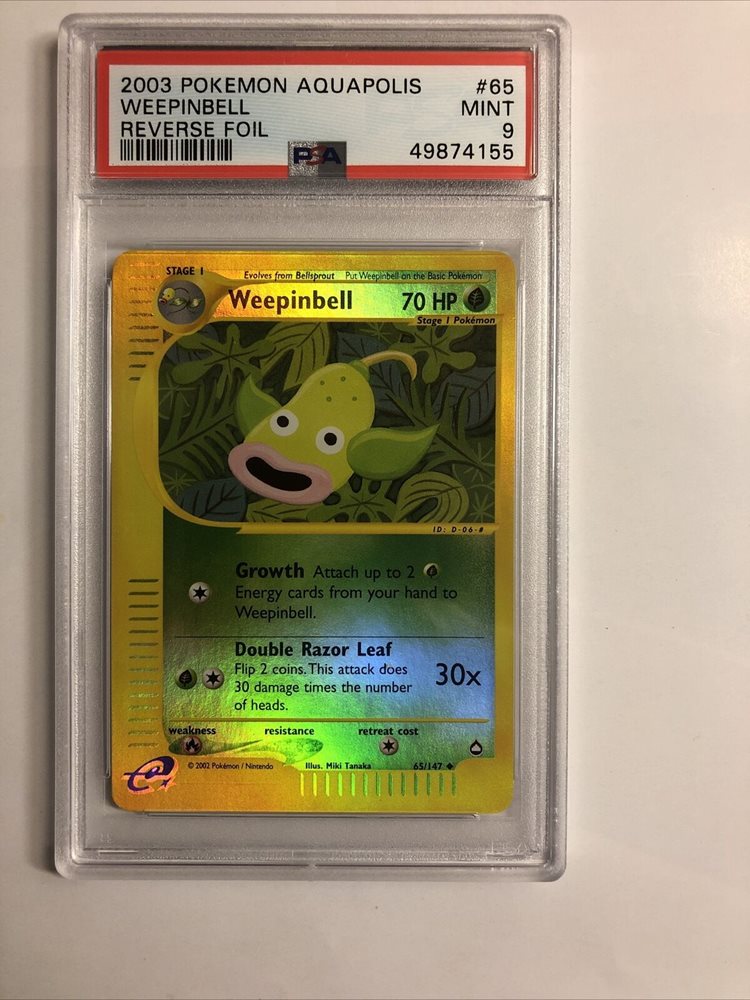 2003 POKEMON AQUAPOLIS #65
WEEPINBELL MINT
REVERSE FOIL 9
PSA 49874155
STAGE 1 Evolves from Bellsprout Put Weepinbell on the Basic Pokémon
Weepinbell 70 HP
Stage 1 Pokémon
ID: D-06-#
Growth Attach up to 2
Energy cards from your hand to
Weepinbell.
Double Razor Leaf
Flip 2 coins. This attack does
30 damage times the number
of heads.
30x
weakness resistance retreat cost
© 2002 Pokémon / Nintendo Illus. Miki Tanaka 65/147
e